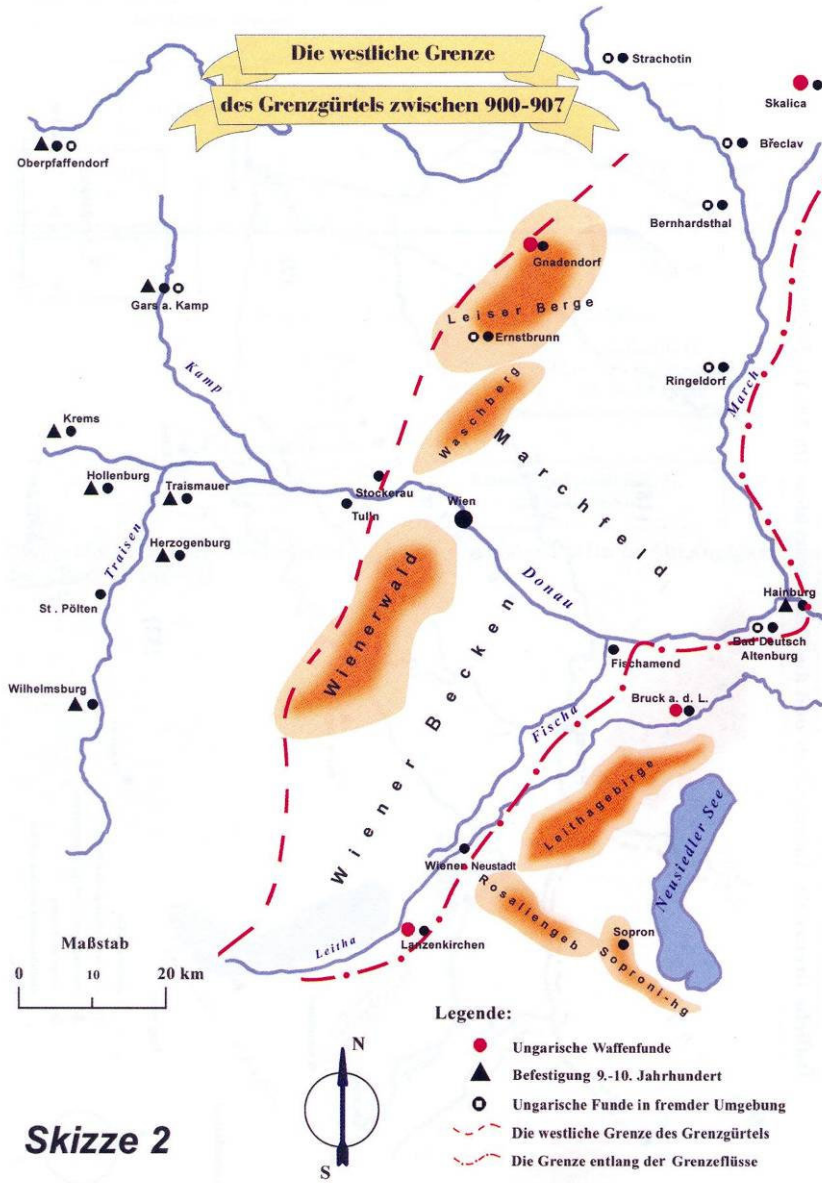 Die westliche Grenze
des Grenzgürtels zwischen 900-907
Strachotin
Skalica
Břeclav
Oberpfaffendorf
Bernhardsthal
Gnadendorf
Gars a. Kamp
Leiser Berge
Ernstbrunn
Kamp
Ringeldorf
March
Waschberg
Krems
Marchfeld
Hollenburg
Traismauer
Stockerau
Tulln
Wien
Herzogenburg
Traisen
Donau
St . Pölten
Wienerwald
Hainburg
Bad Deutsch
Altenburg
Fischamend
Wilhelmsburg
Bruck a. d. L.
Fischa
Wiener Becken
Leithagebirge
Neusiedler See
Wiener Neustadt
Rosaliengeb
Sopron
Soproni-hg
Leitha
Lanzenkirchen
Maßstab
0 10 20 km
Legende:
Ungarische Waffenfunde
Befestigung 9.-10. Jahrhundert
Ungarische Funde in fremder Umgebung
Die westliche Grenze des Grenzgürtels
Die Grenze entlang der Grenzeflüsse
N
S
Skizze 2